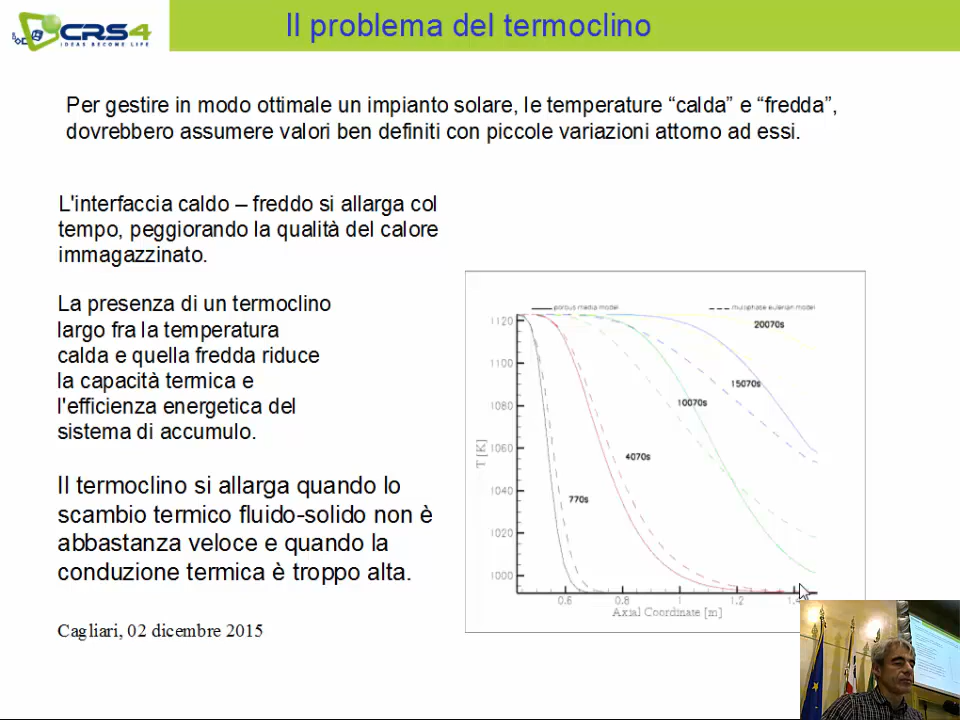 CRS4
IDEAS BECOME LIFE
Il problema del termoclino
Per gestire in modo ottimale un impianto solare, le temperature “calda” e “fredda”,
dovrebbero assumere valori ben definiti con piccole variazioni attorno ad essi.
L'interfaccia caldo – freddo si allarga col
tempo, peggiorando la qualità del calore
immagazzinato.
La presenza di un termoclino
largo fra la temperatura
calda e quella fredda riduce
la capacità termica e
l'efficienza energetica del
sistema di accumulo.
Il termoclino si allarga quando lo
scambio termico fluido-solido non è
abbastanza veloce e quando la
conduzione termica è troppo alta.
Cagliari, 02 dicembre 2015
porous media model
multiphase eulerian model
1120
1100
1080
1060
1040
1020
1000
T [K]
20070s
15070s
10070s
4070s
770s
0.6 0.8 1 1.2
Axial Coordinate [m]